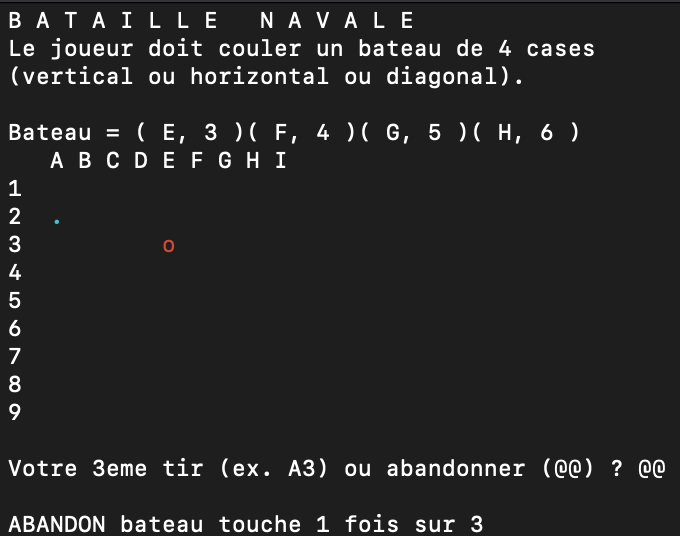 B A T A I L L E   N A V A L E
Le joueur doit couler un bateau de 4 cases
(vertical ou horizontal ou diagonal).
Bateau = ( E, 3 )( F, 4 )( G, 5 )( H, 6 )
A B C D E F G H I
1
2 .
3 o
4
5
6
7
8
9
Votre 3eme tir (ex. A3) ou abandonner (@@) ? @@
ABANDON bateau touche 1 fois sur 3